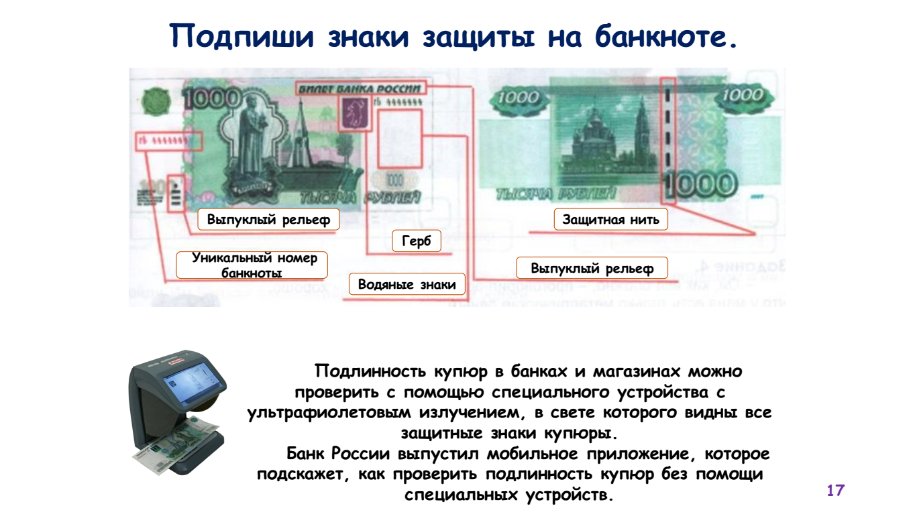 Подпиши знаки защиты на банкноте.
1000
БИЛЕТ БАНКА РОССИИ
1000
ТЫСЯЧА РУБЛЕЙ
1000
1000
ТЫСЯЧА РУБЛЕЙ
1000
Выпуклый рельеф
Защитная нить
Герб
Уникальный номер
банкноты
Выпуклый рельеф
Водяные знаки
Задание 4.
Подлинность купюр в банках и магазинах можно
проверить с помощью специального устройства с
ультрафиолетовым излучением, в свете которого видны все
защитные знаки купюры.
Банк России выпустил мобильное приложение, которое
подскажет, как проверить подлинность купюр без помощи
специальных устройств.
17